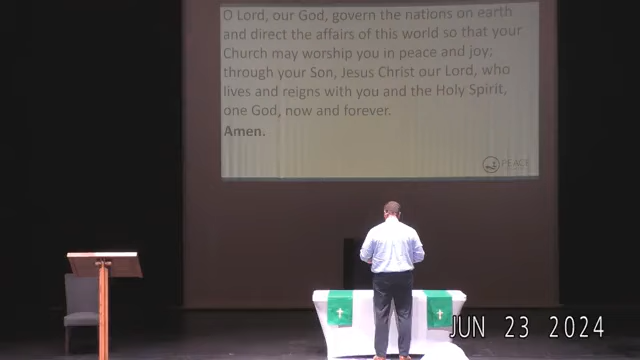 O Lord, our God, govern the nations on earth
and direct the affairs of this world so that your
Church may worship you in peace and joy;
through your Son, Jesus Christ our Lord, who
lives and reigns with you and the Holy Spirit,
one God, now and forever.
Amen.
PEACE
JUN 23 2024